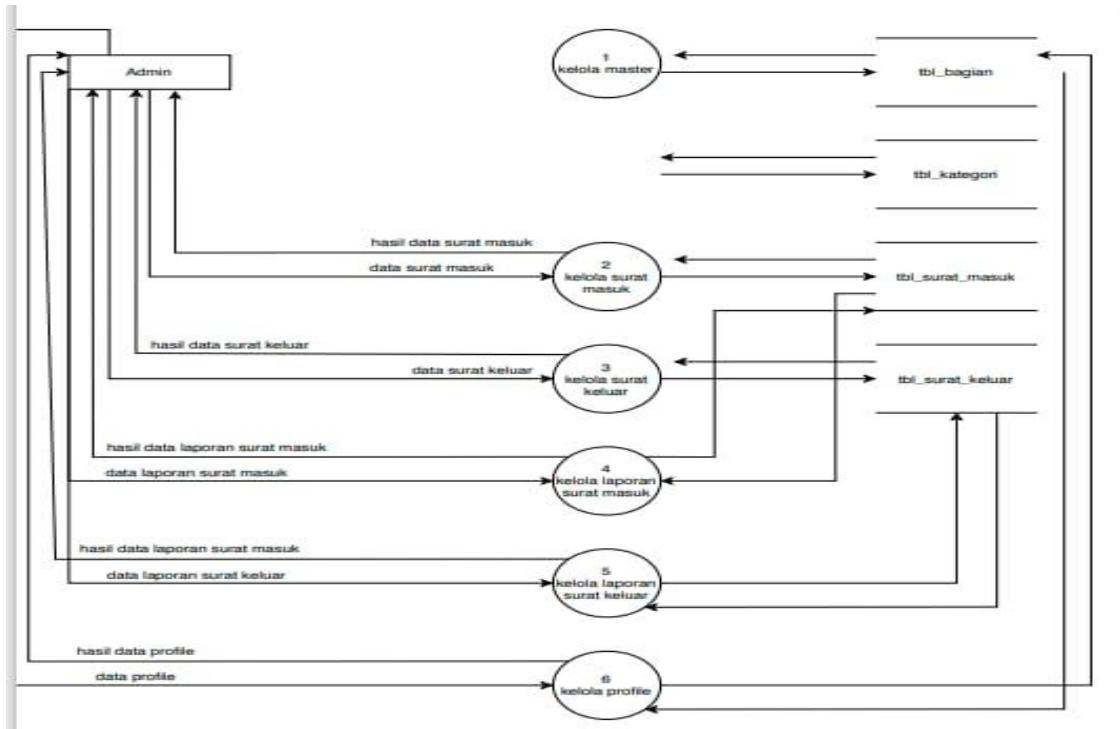 Admin
1
kelola master
tbl_bagian
tbl_kategori
hasil data surat masuk
data surat masuk
2
kelola surat
masuk
tbl_surat_masuk
hasil data surat keluar
data surat keluar
3
kelola surat
keluar
tbl_surat_keluar
hasil data laporan surat masuk
data laporan surat masuk
4
kelola laporan
surat masuk
hasil data laporan surat masuk
data laporan surat keluar
5
kelola laporan
surat keluar
hasil data profile
data profile
6
kelola profile